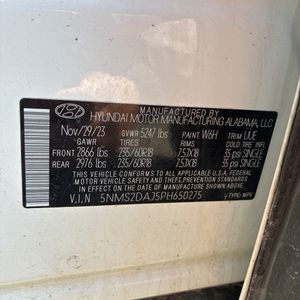 MANUFACTURED BY
HYUNDAI MOTOR MANUFACTURING ALABAMA, LLC
Nov/29/23 GVWR 5247 lbs PAINT W6H TRIM UUE
GAWR TIRES RIMS COLD INF. PRES.
FRONT 2866 lbs 235/60R18 7.5JX18 35 psi SINGLE
REAR 2976 lbs 235/60R18 7.5JX18 35 psi SINGLE
THIS VEHICLE CONFORMS TO ALL APPLICABLE
U.S. FEDERAL MOTOR VEHICLE SAFETY AND THEFT
PREVENTION STANDARDS IN EFFECT ON THE DATE
OF MANUFACTURE SHOWN ABOVE.
V.I.N 5NMS2DAJ5PH650275 TYPE: MPV